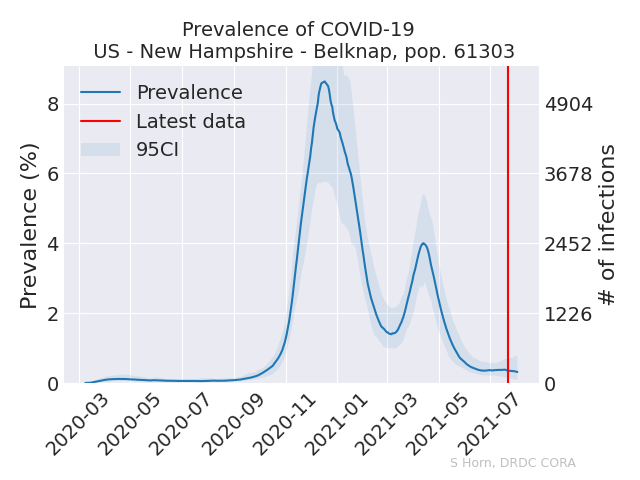 Prevalence of COVID-19
US - New Hampshire - Belknap, pop. 61303
Prevalence
Latest data
95CI
Prevalence (%)
8
6
4
2
0
4904
3678
2452
1226
0
# of infections
2020-03
2020-05
2020-07
2020-09
2020-11
2021-01
2021-03
2021-05
2021-07
S Horn, DRDC CORA